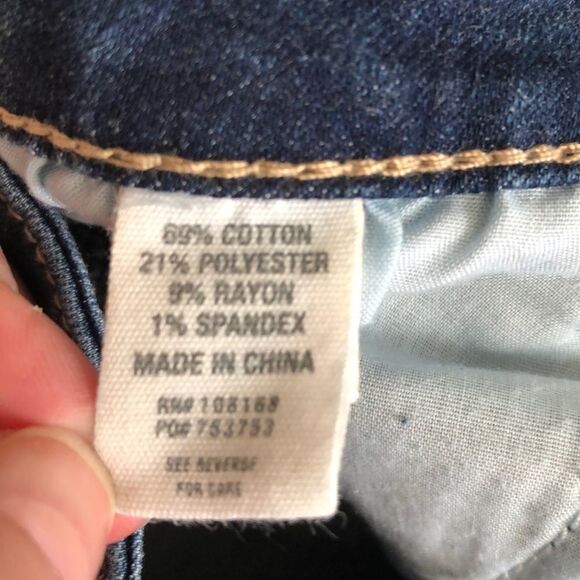 69% COTTON
21% POLYESTER
9% RAYON
1% SPANDEX
MADE IN CHINA
RN# 108168
PO# 753753
SEE REVERSE
FOR CARE